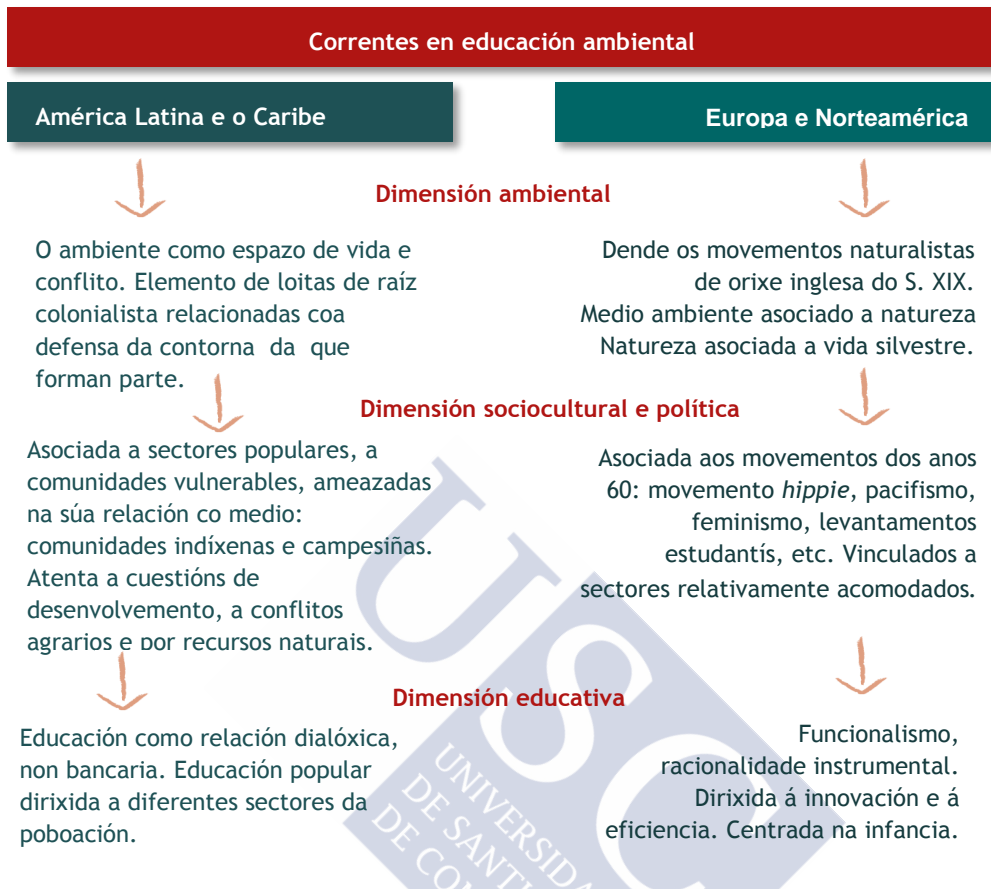 Correntes en educación ambiental
América Latina e o Caribe
Europa e Norteamérica
Dimensión ambiental
O ambiente como espazo de vida e
conflito. Elemento de loitas de raíz
colonialista relacionadas coa
defensa da contorna da que
forman parte.
Dende os movementos naturalistas
de orixe inglesa do S. XIX.
Medio ambiente asociado a natureza
Natureza asociada a vida silvestre.
Dimensión sociocultural e política
Asociada a sectores populares, a
comunidades vulnerables, ameazadas
na súa relación co medio:
comunidades indíxenas e campesiñas.
Atenta a cuestións de
desenvolvemento, a conflitos
agrarios e por recursos naturais.
Asociada aos movementos dos anos
60: movemento hippie, pacifismo,
feminismo, levantamentos
estudantís, etc. Vinculados a
sectores relativamente acomodados.
Dimensión educativa
Educación como relación dialóxica,
non bancaria. Educación popular
dirixida a diferentes sectores da
poboación.
Funcionalismo,
racionalidade instrumental.
Dirixida á innovación e á
eficiencia. Centrada na infancia.
USC